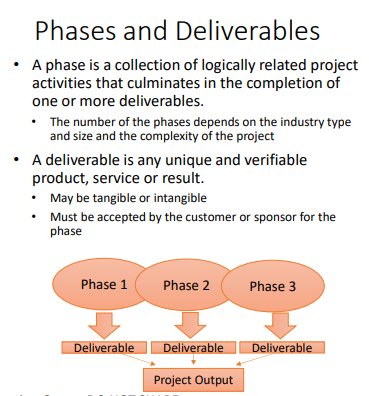 Phases and Deliverables
• A phase is a collection of logically related project
activities that culminates in the completion of
one or more deliverables.
• The number of the phases depends on the industry type
and size and the complexity of the project
• A deliverable is any unique and verifiable
product, service or result.
• May be tangible or intangible
• Must be accepted by the customer or sponsor for the
phase
Phase 1 Phase 2 Phase 3
Deliverable Deliverable Deliverable
Project Output